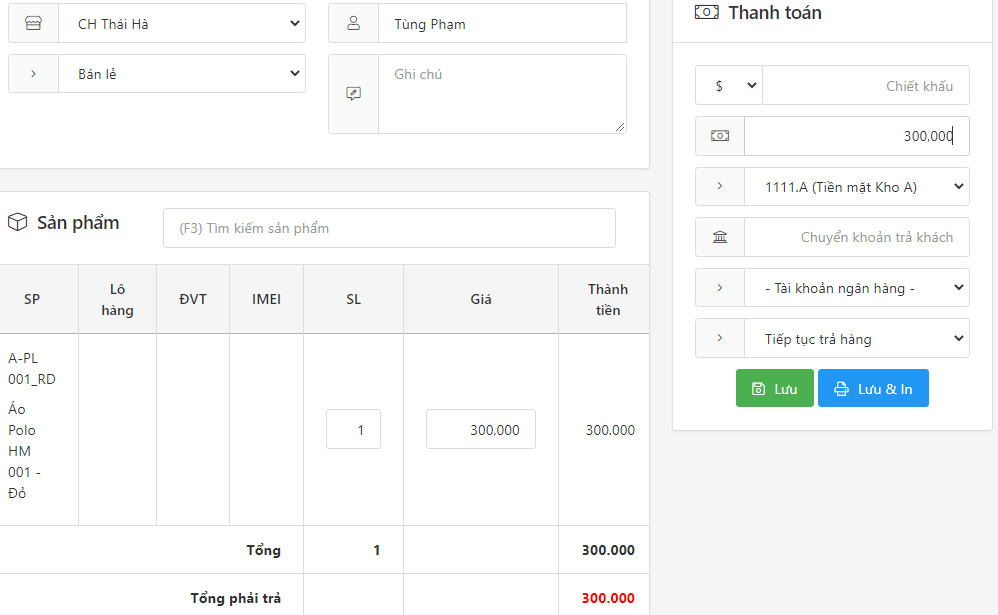 CH Thái Hà
Tùng Phạm
Bán lẻ
Ghi chú
Sản phẩm
(F3) Tìm kiếm sản phẩm
SP
Lô
hàng
ĐVT
IMEI
SL
Giá
Thành
tiền
A-PL
001_RD
Áo
Polo
HM
001 -
Đỏ
1
300,000
300.000
Tổng
1
300.000
Tổng phải trả
300.000
Thanh toán
$
Chiết khấu
300,000
1111.A (Tiền mặt Kho A)
Chuyển khoản trả khách
- Tài khoản ngân hàng -
Tiếp tục trả hàng
Lưu
Lưu & In